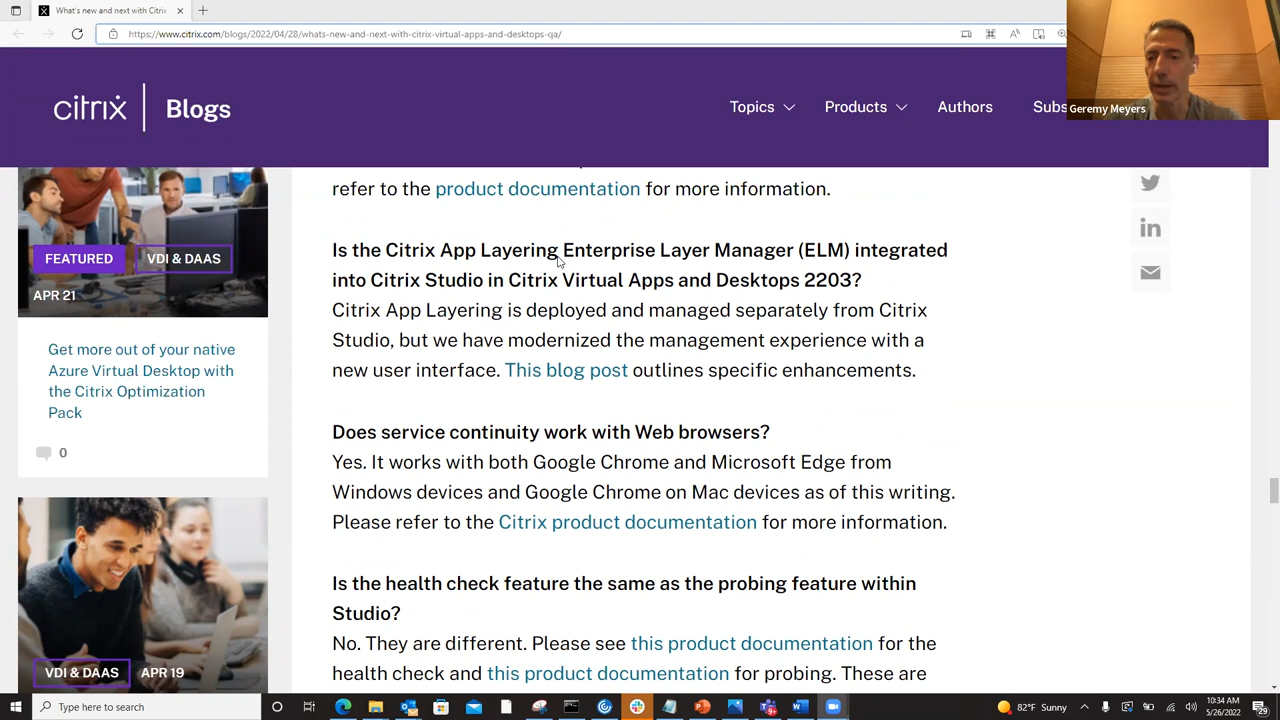 What's new and next with Citrix
https://www.citrix.com/blogs/2022/04/28/whats-new-and-next-with-citrix-virtual-apps-and-desktops-qa/
Geremy Meyers
citrix | Blogs
Topics
Products
Authors
Subs
FEATURED
VDI & DAAS
APR 21
Get more out of your native
Azure Virtual Desktop with
the Citrix Optimization
Pack
0
VDI & DAAS
APR 19
refer to the product documentation for more information.
Is the Citrix App Layering Enterprise Layer Manager (ELM) integrated
into Citrix Studio in Citrix Virtual Apps and Desktops 2203?
Citrix App Layering is deployed and managed separately from Citrix
Studio, but we have modernized the management experience with a
new user interface. This blog post outlines specific enhancements.
Does service continuity work with Web browsers?
Yes. It works with both Google Chrome and Microsoft Edge from
Windows devices and Google Chrome on Mac devices as of this writing.
Please refer to the Citrix product documentation for more information.
Is the health check feature the same as the probing feature within
Studio?
No. They are different. Please see this product documentation for the
health check and this product documentation for probing. These are
Type here to search
82°F Sunny
10:34 AM
5/26/2022
29